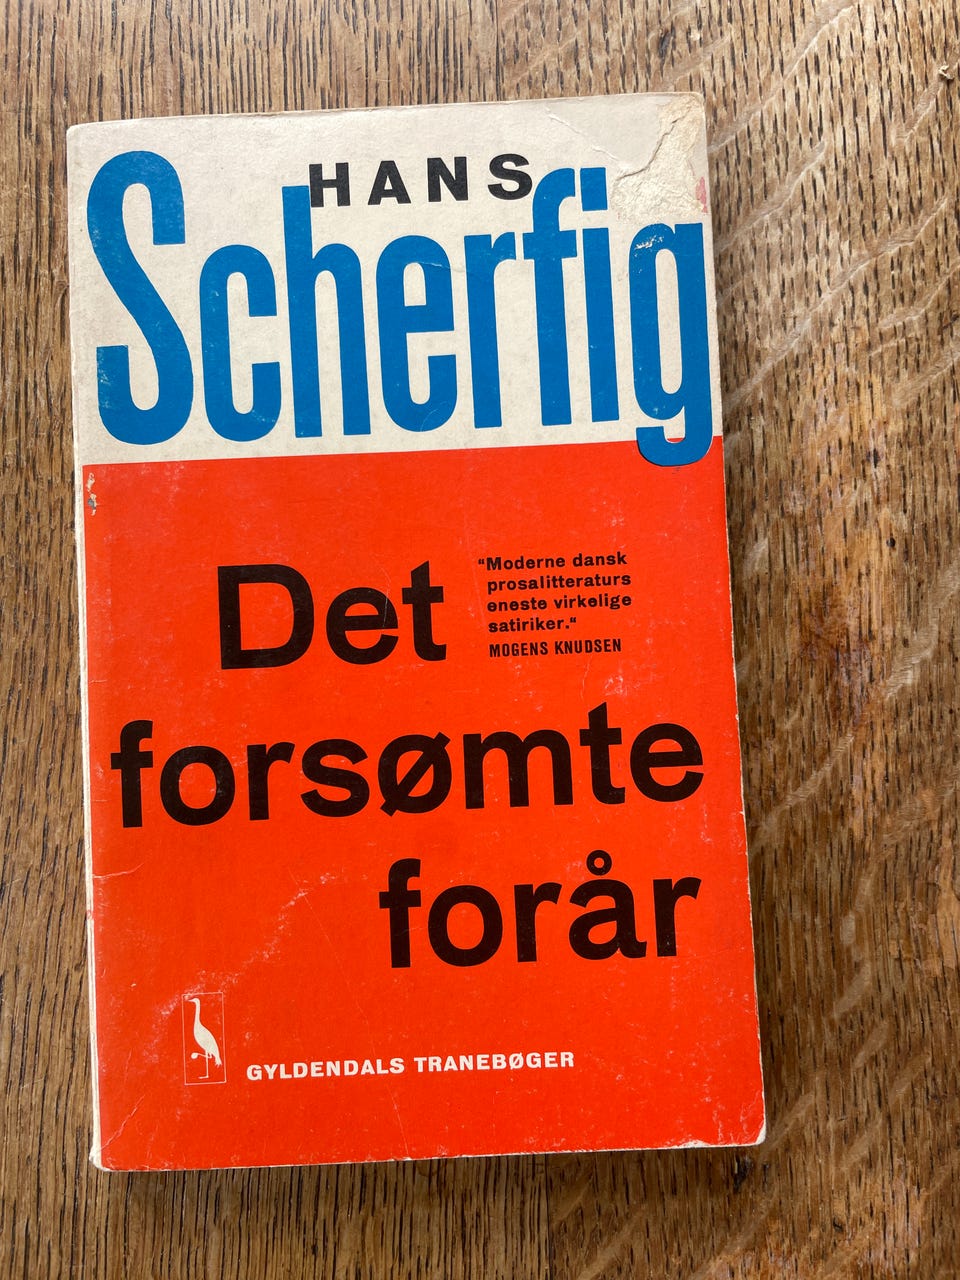 HANS
Scherfig
Det
forsømte
forår
“Moderne dansk
prosalitteraturs
eneste virkelige
satiriker.“
MOGENS KNUDSEN
GYLDENDALS TRANEBØGER